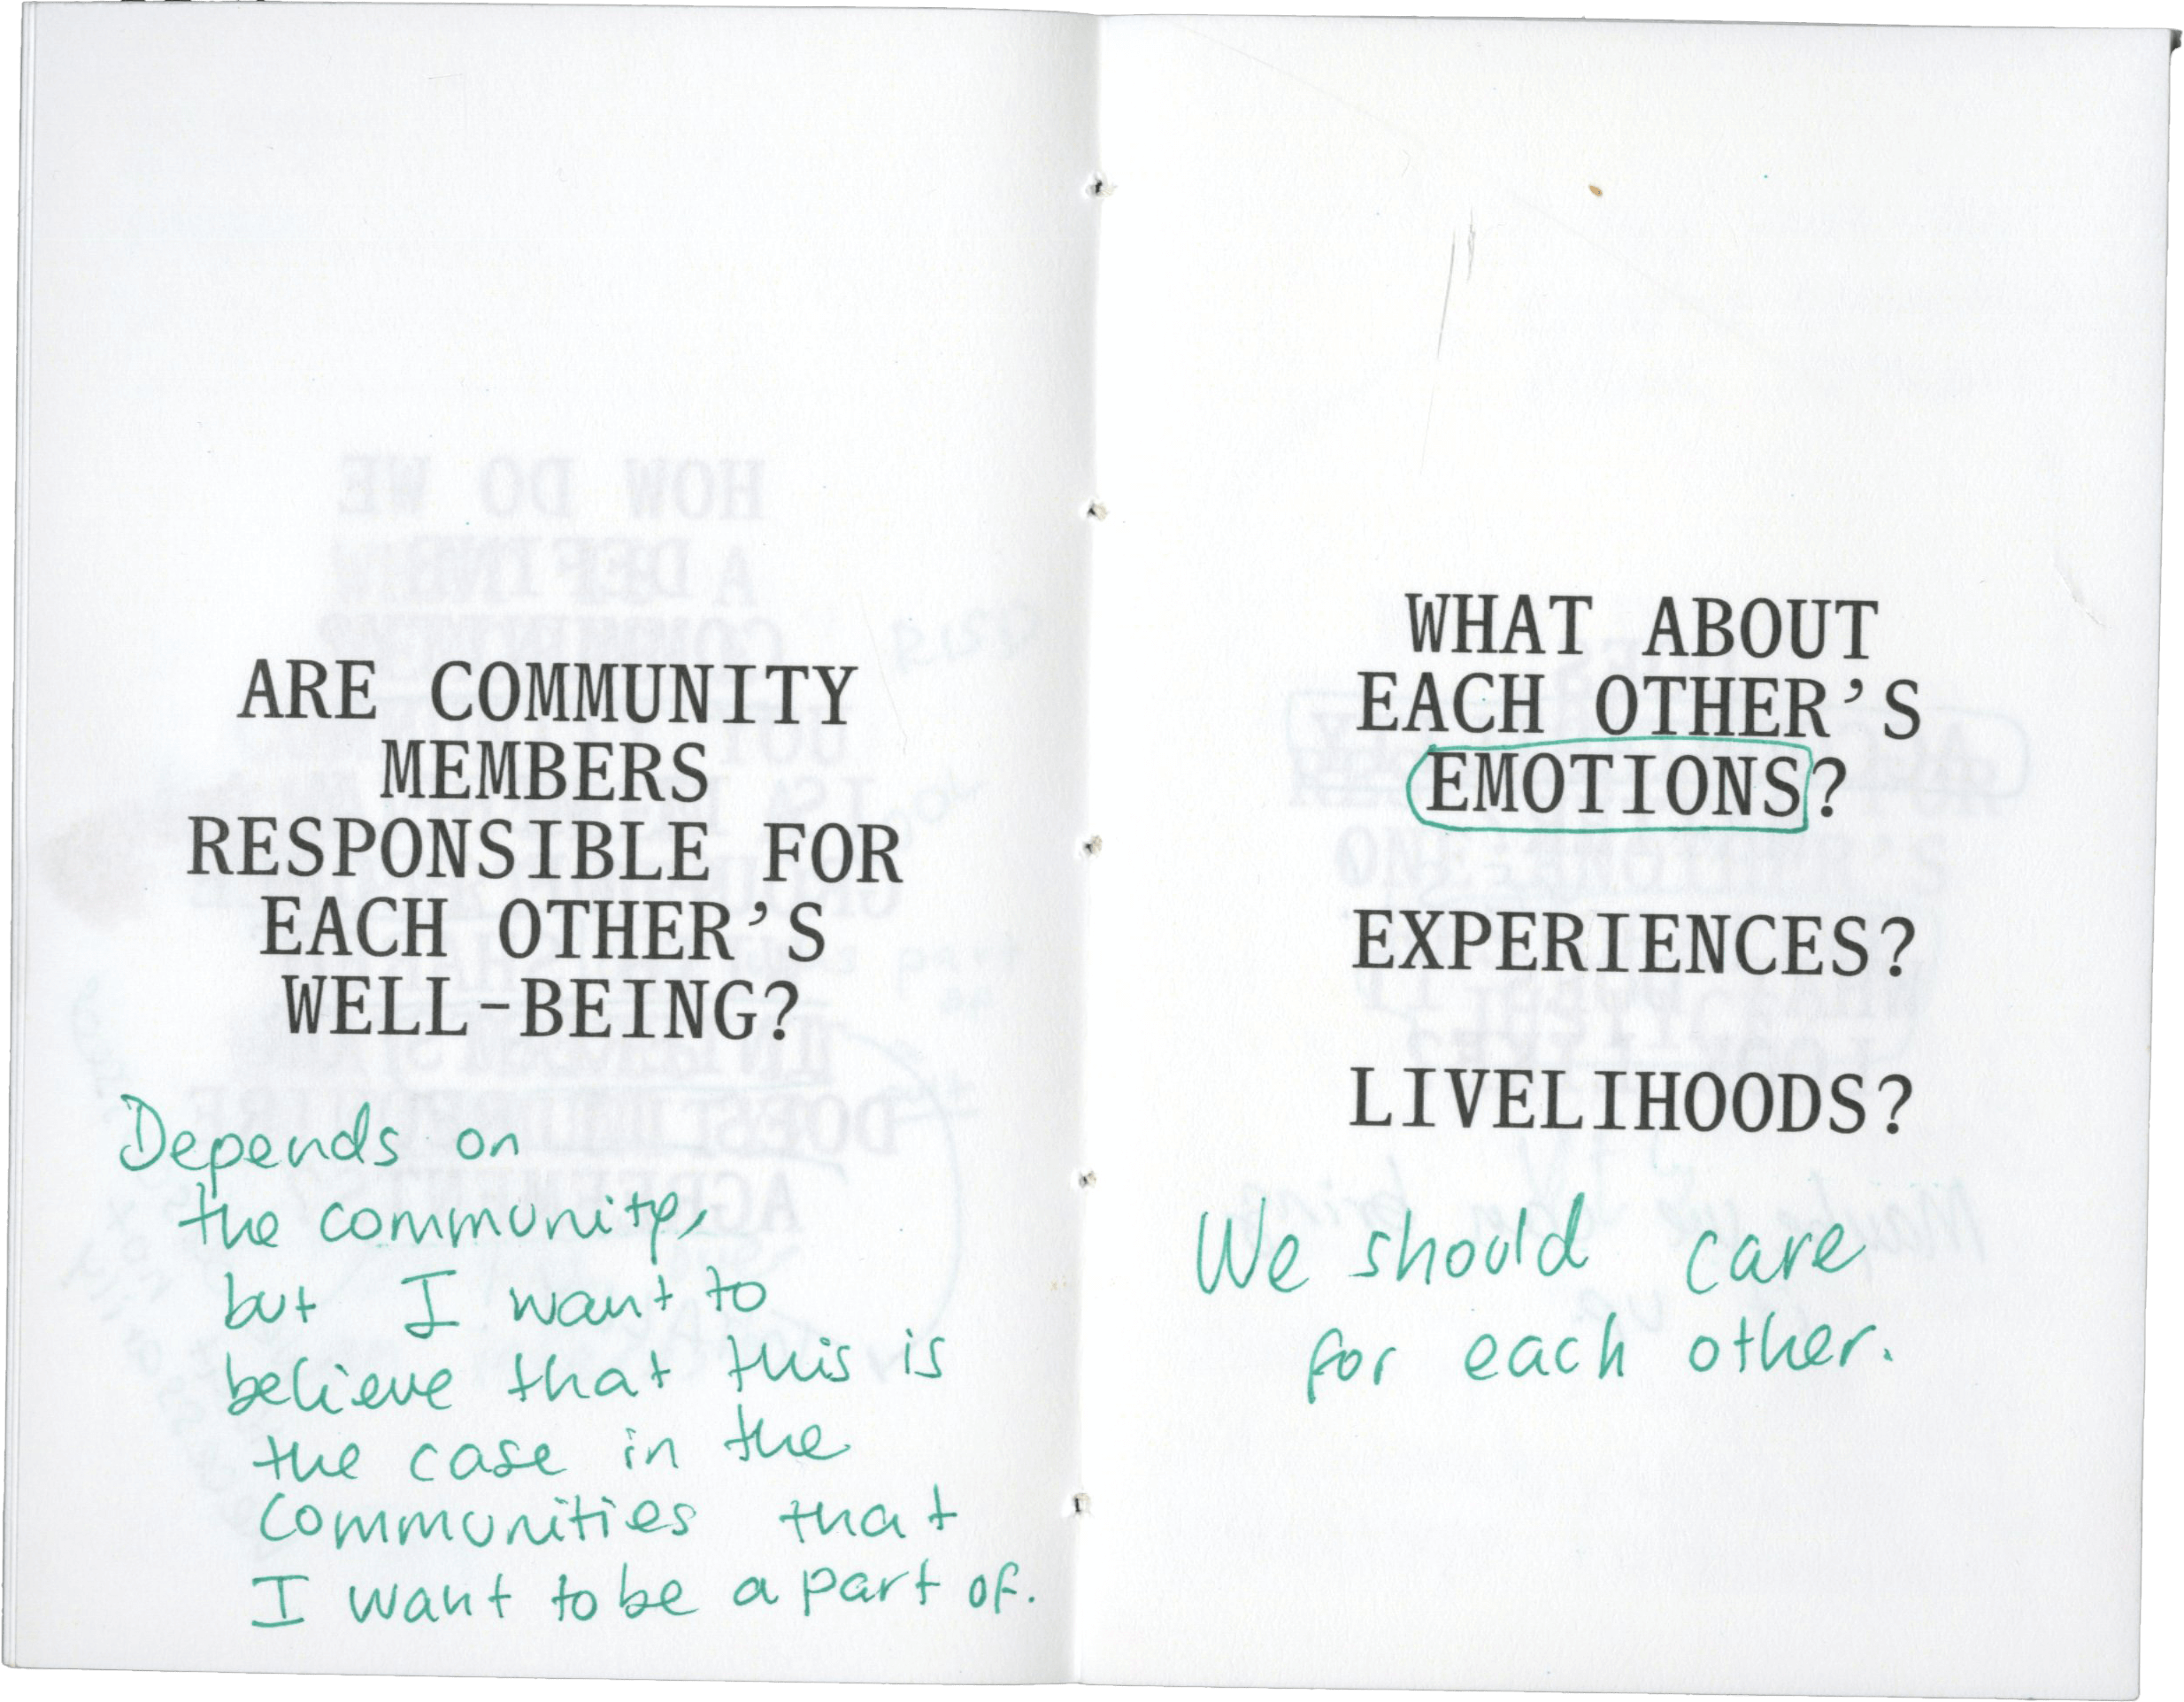 ARE COMMUNITY
MEMBERS
RESPONSIBLE FOR
EACH OTHER’S
WELL-BEING?
Depends on
the community,
but I want to
believe that this is
the case in the
communities that
I want to be a part of.
WHAT ABOUT
EACH OTHER’S
EMOTIONS?
EXPERIENCES?
LIVELIHOODS?
We should care
for each other.